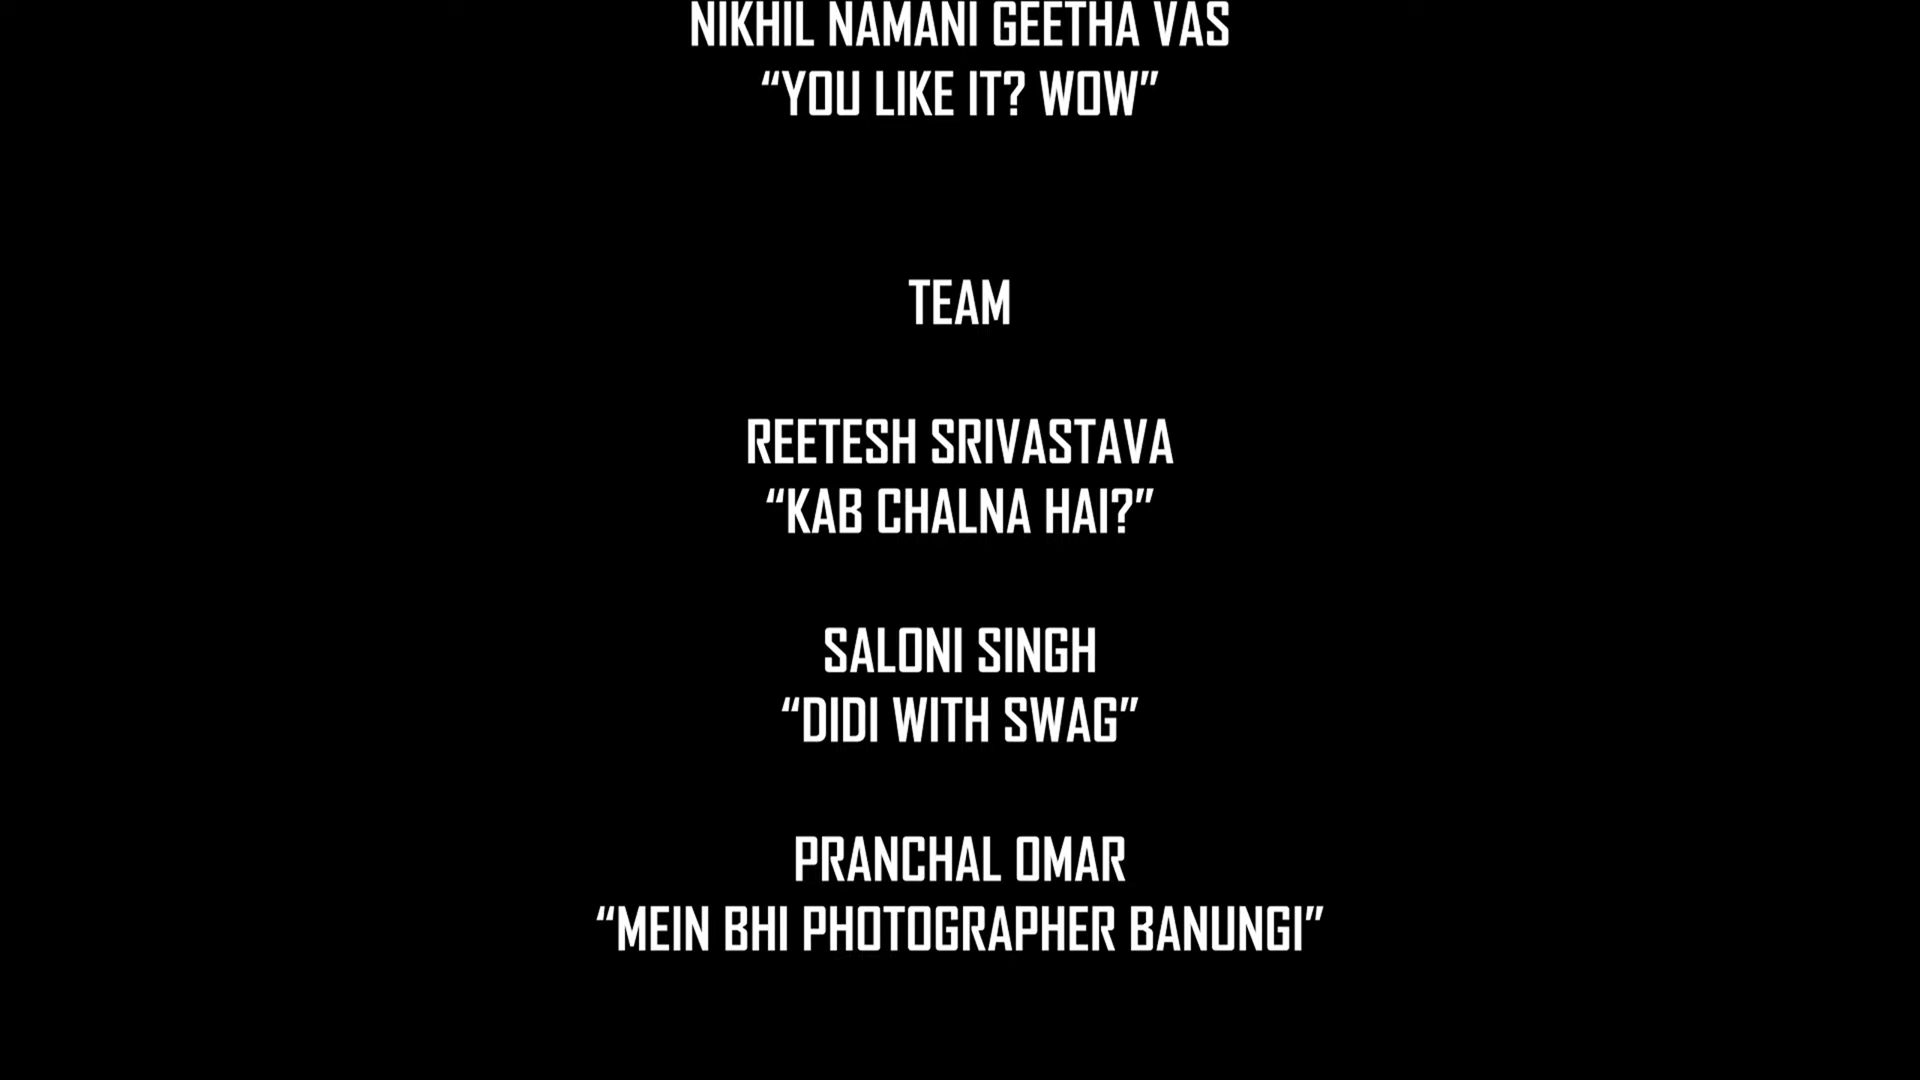 NIKHIL NAMANI GEETHA VAS
“YOU LIKE IT? WOW”
TEAM
REETESH SRIVASTAVA
“KAB CHALNA HAI?”
SALONI SINGH
“DIDI WITH SWAG”
PRANCHAL OMAR
“MEIN BHI PHOTOGRAPHER BANUNGI”